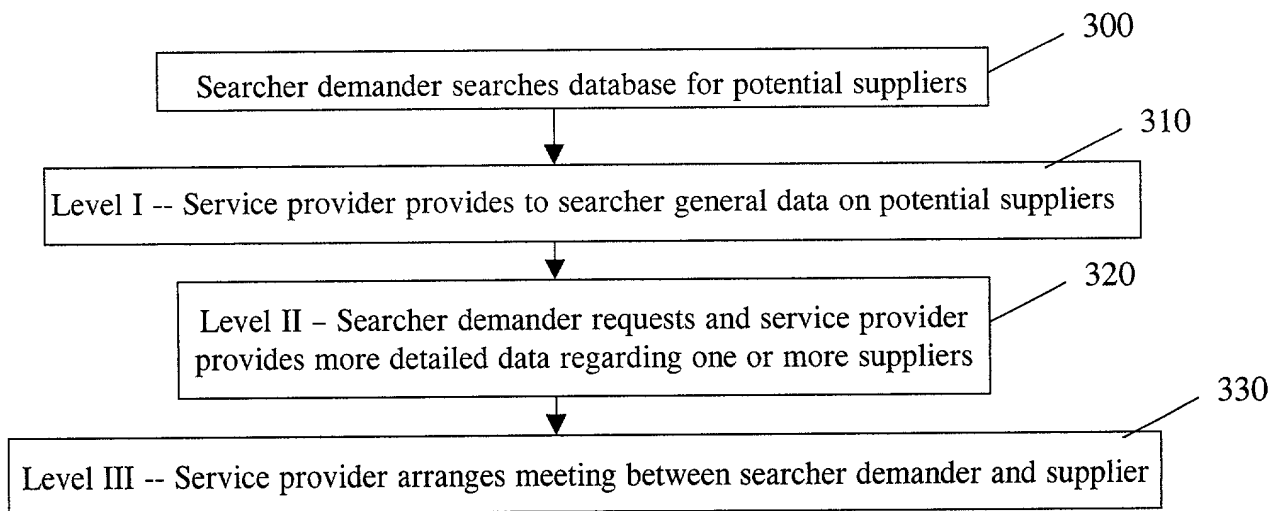 300
Searcher demander searches database for potential suppliers
310
Level I -- Service provider provides to searcher general data on potential suppliers
320
Level II – Searcher demander requests and service provider
provides more detailed data regarding one or more suppliers
330
Level III -- Service provider arranges meeting between searcher demander and supplier